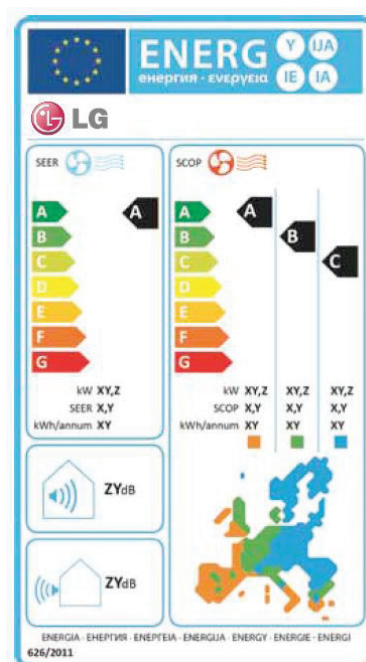 ENERG Y IJA
енергия · ενεργεια IE IA
LG
SEER
A A
B
C
D
E
F
G
kW XY,Z
SEER X,Y
kWh/annum XY
SCOP
A A
B B
C C
D
E
F
G
kW XY,Z XY,Z XY,Z
SCOP X,Y X,Y X,Y
kWh/annum XY XY XY
ZYdB
ZYdB
ENERGIA · ЕНЕРГИЯ · ΕΝΕΡΓΕΙΑ · ENERGIJA · ENERGY · ENERGIE · ENERGI
626/2011